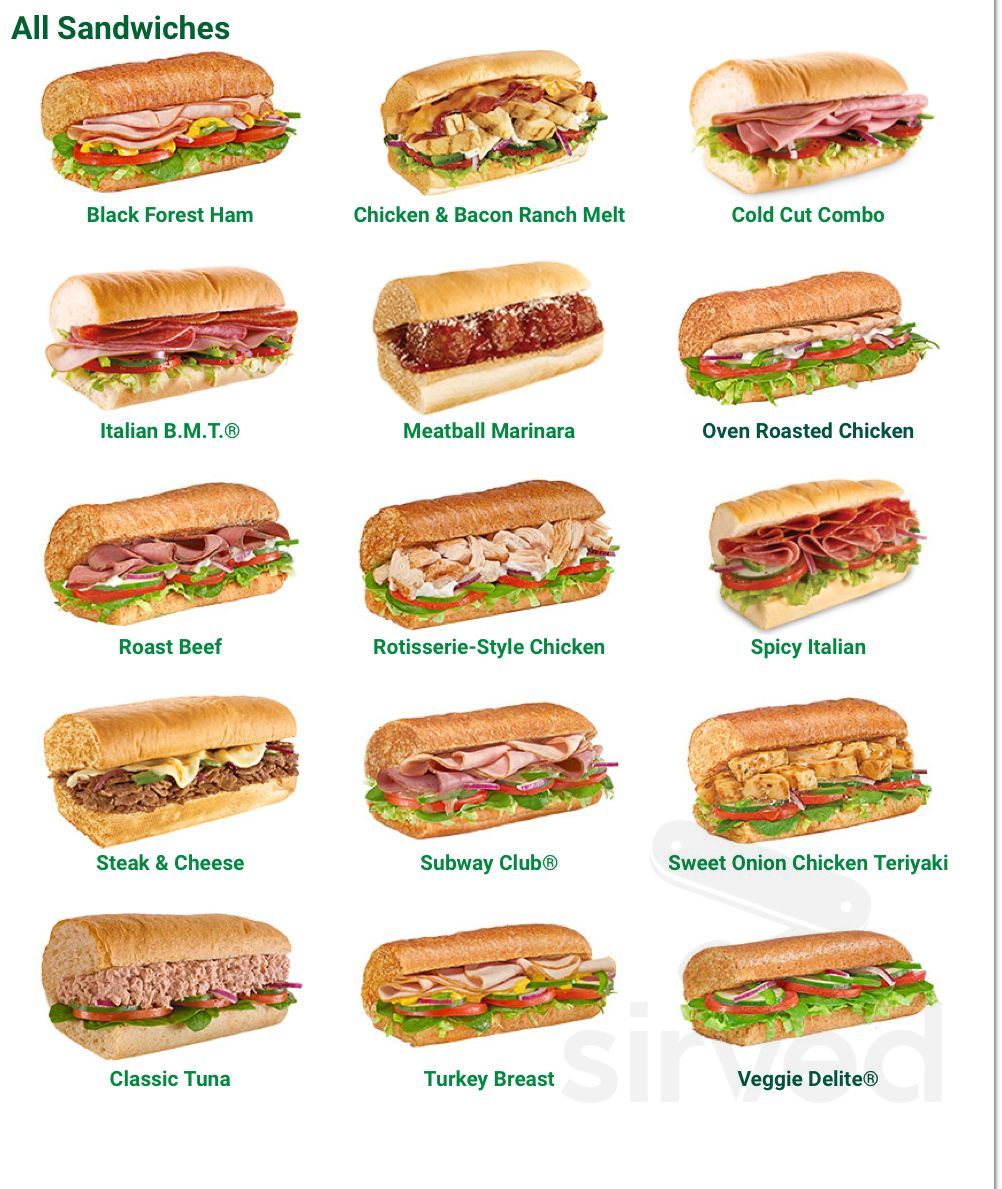 All Sandwiches
Black Forest Ham
Chicken & Bacon Ranch Melt
Cold Cut Combo
Italian B.M.T.®
Meatball Marinara
Oven Roasted Chicken
Roast Beef
Rotisserie-Style Chicken
Spicy Italian
Steak & Cheese
Subway Club®
Sweet Onion Chicken Teriyaki
Classic Tuna
Turkey Breast
Veggie Delite®
sirved